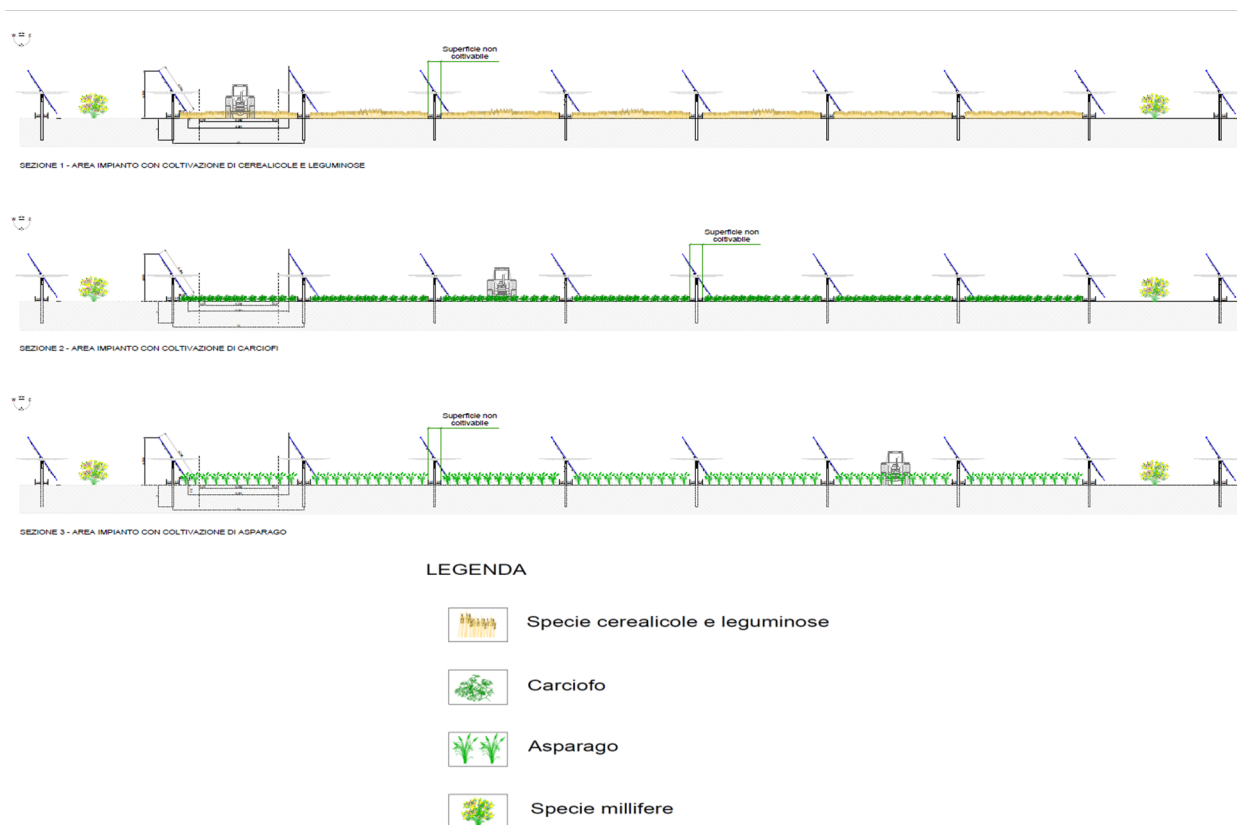 Superficie non
coltivabile
SEZIONE 1 - AREA IMPIANTO CON COLTIVAZIONE DI CEREALICOLE E LEGUMINOSE
Superficie non
coltivabile
SEZIONE 2 - AREA IMPIANTO CON COLTIVAZIONE DI CARCIOFI
Superficie non
coltivabile
SEZIONE 3 - AREA IMPIANTO CON COLTIVAZIONE DI ASPARAGO
LEGENDA
Specie cerealicole e leguminose
Carciofo
Asparago
Specie millifere